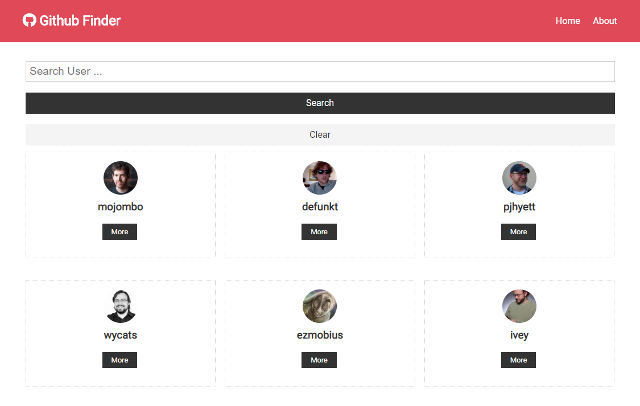 Github Finder
Home About
Search User ...
Search
Clear
mojombo defunkt pjhyett
More More More
wycats ezmobius ivey
More More More